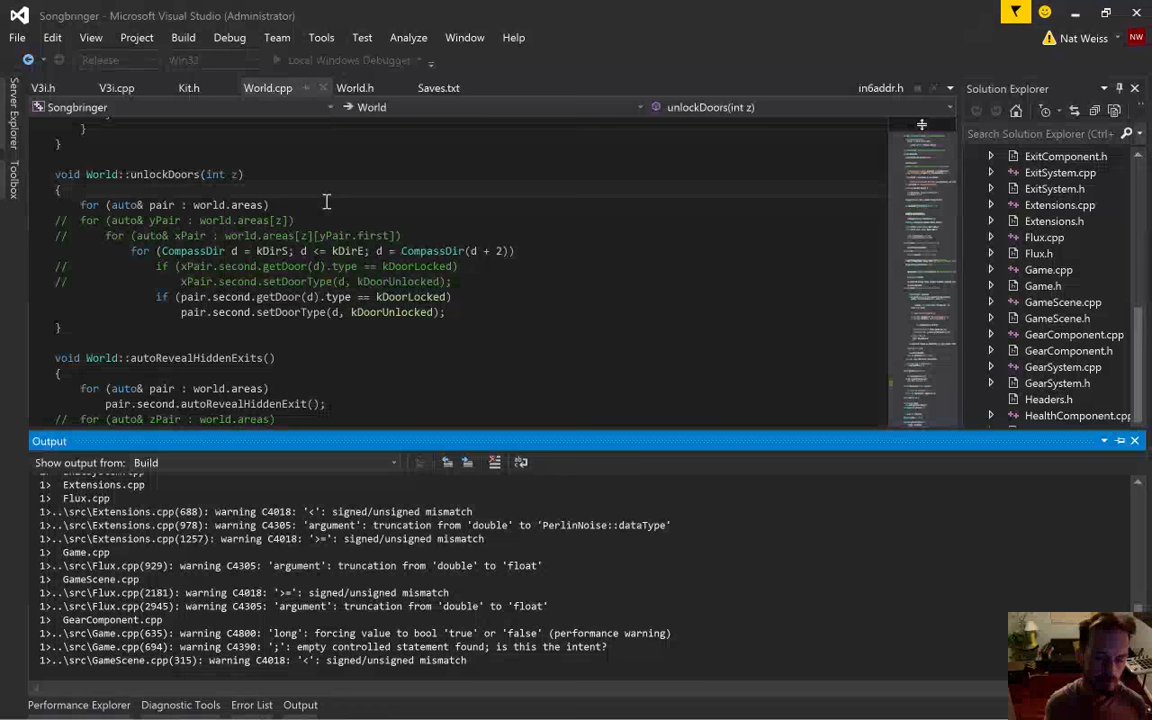 Songbringer - Microsoft Visual Studio (Administrator)
File Edit View Project Build Debug Team Tools Test Analyze Window Help
Nat Weiss NW
Release Win32 Local Windows Debugger
V3i.h V3i.cpp Kit.h World.cpp World.h Saves.txt in6addr.h
Server Explorer
Toolbox
Songbringer World unlockDoors(int z)
}
}
void World::unlockDoors(int z)
{
for (auto& pair : world.areas)
// for (auto& yPair : world.areas[z])
// for (auto& xPair : world.areas[z][yPair.first])
for (CompassDir d = kDirS; d <= kDirE; d = CompassDir(d + 2))
// if (xPair.second.getDoor(d).type == kDoorLocked)
// xPair.second.setDoorType(d, kDoorUnlocked);
if (pair.second.getDoor(d).type == kDoorLocked)
pair.second.setDoorType(d, kDoorUnlocked);
}
void World::autoRevealHiddenExits()
{
for (auto& pair : world.areas)
pair.second.autoRevealHiddenExit();
// for (auto& zPair : world.areas)
Solution Explorer
Search Solution Explorer
ExitComponent.h
ExitSystem.cpp
ExitSystem.h
Extensions.cpp
Extensions.h
Flux.cpp
Flux.h
Game.cpp
Game.h
GameScene.cpp
GameScene.h
GearComponent.cpp
GearComponent.h
GearSystem.cpp
GearSystem.h
Headers.h
HealthComponent.cpp
Output
Show output from: Build
1> ExitSystem.cpp
1> Extensions.cpp
1> Flux.cpp
1>..\src\Extensions.cpp(688): warning C4018: '<': signed/unsigned mismatch
1>..\src\Extensions.cpp(978): warning C4305: 'argument': truncation from 'double' to 'PerlinNoise::dataType'
1>..\src\Extensions.cpp(1257): warning C4018: '>=': signed/unsigned mismatch
1> Game.cpp
1>..\src\Flux.cpp(929): warning C4305: 'argument': truncation from 'double' to 'float'
1> GameScene.cpp
1>..\src\Flux.cpp(2181): warning C4018: '>=': signed/unsigned mismatch
1>..\src\Flux.cpp(2945): warning C4305: 'argument': truncation from 'double' to 'float'
1> GearComponent.cpp
1>..\src\Game.cpp(635): warning C4800: 'long': forcing value to bool 'true' or 'false' (performance warning)
1>..\src\Game.cpp(694): warning C4390: ';': empty controlled statement found; is this the intent?
1>..\src\GameScene.cpp(315): warning C4018: '<': signed/unsigned mismatch
Performance Explorer Diagnostic Tools Error List Output